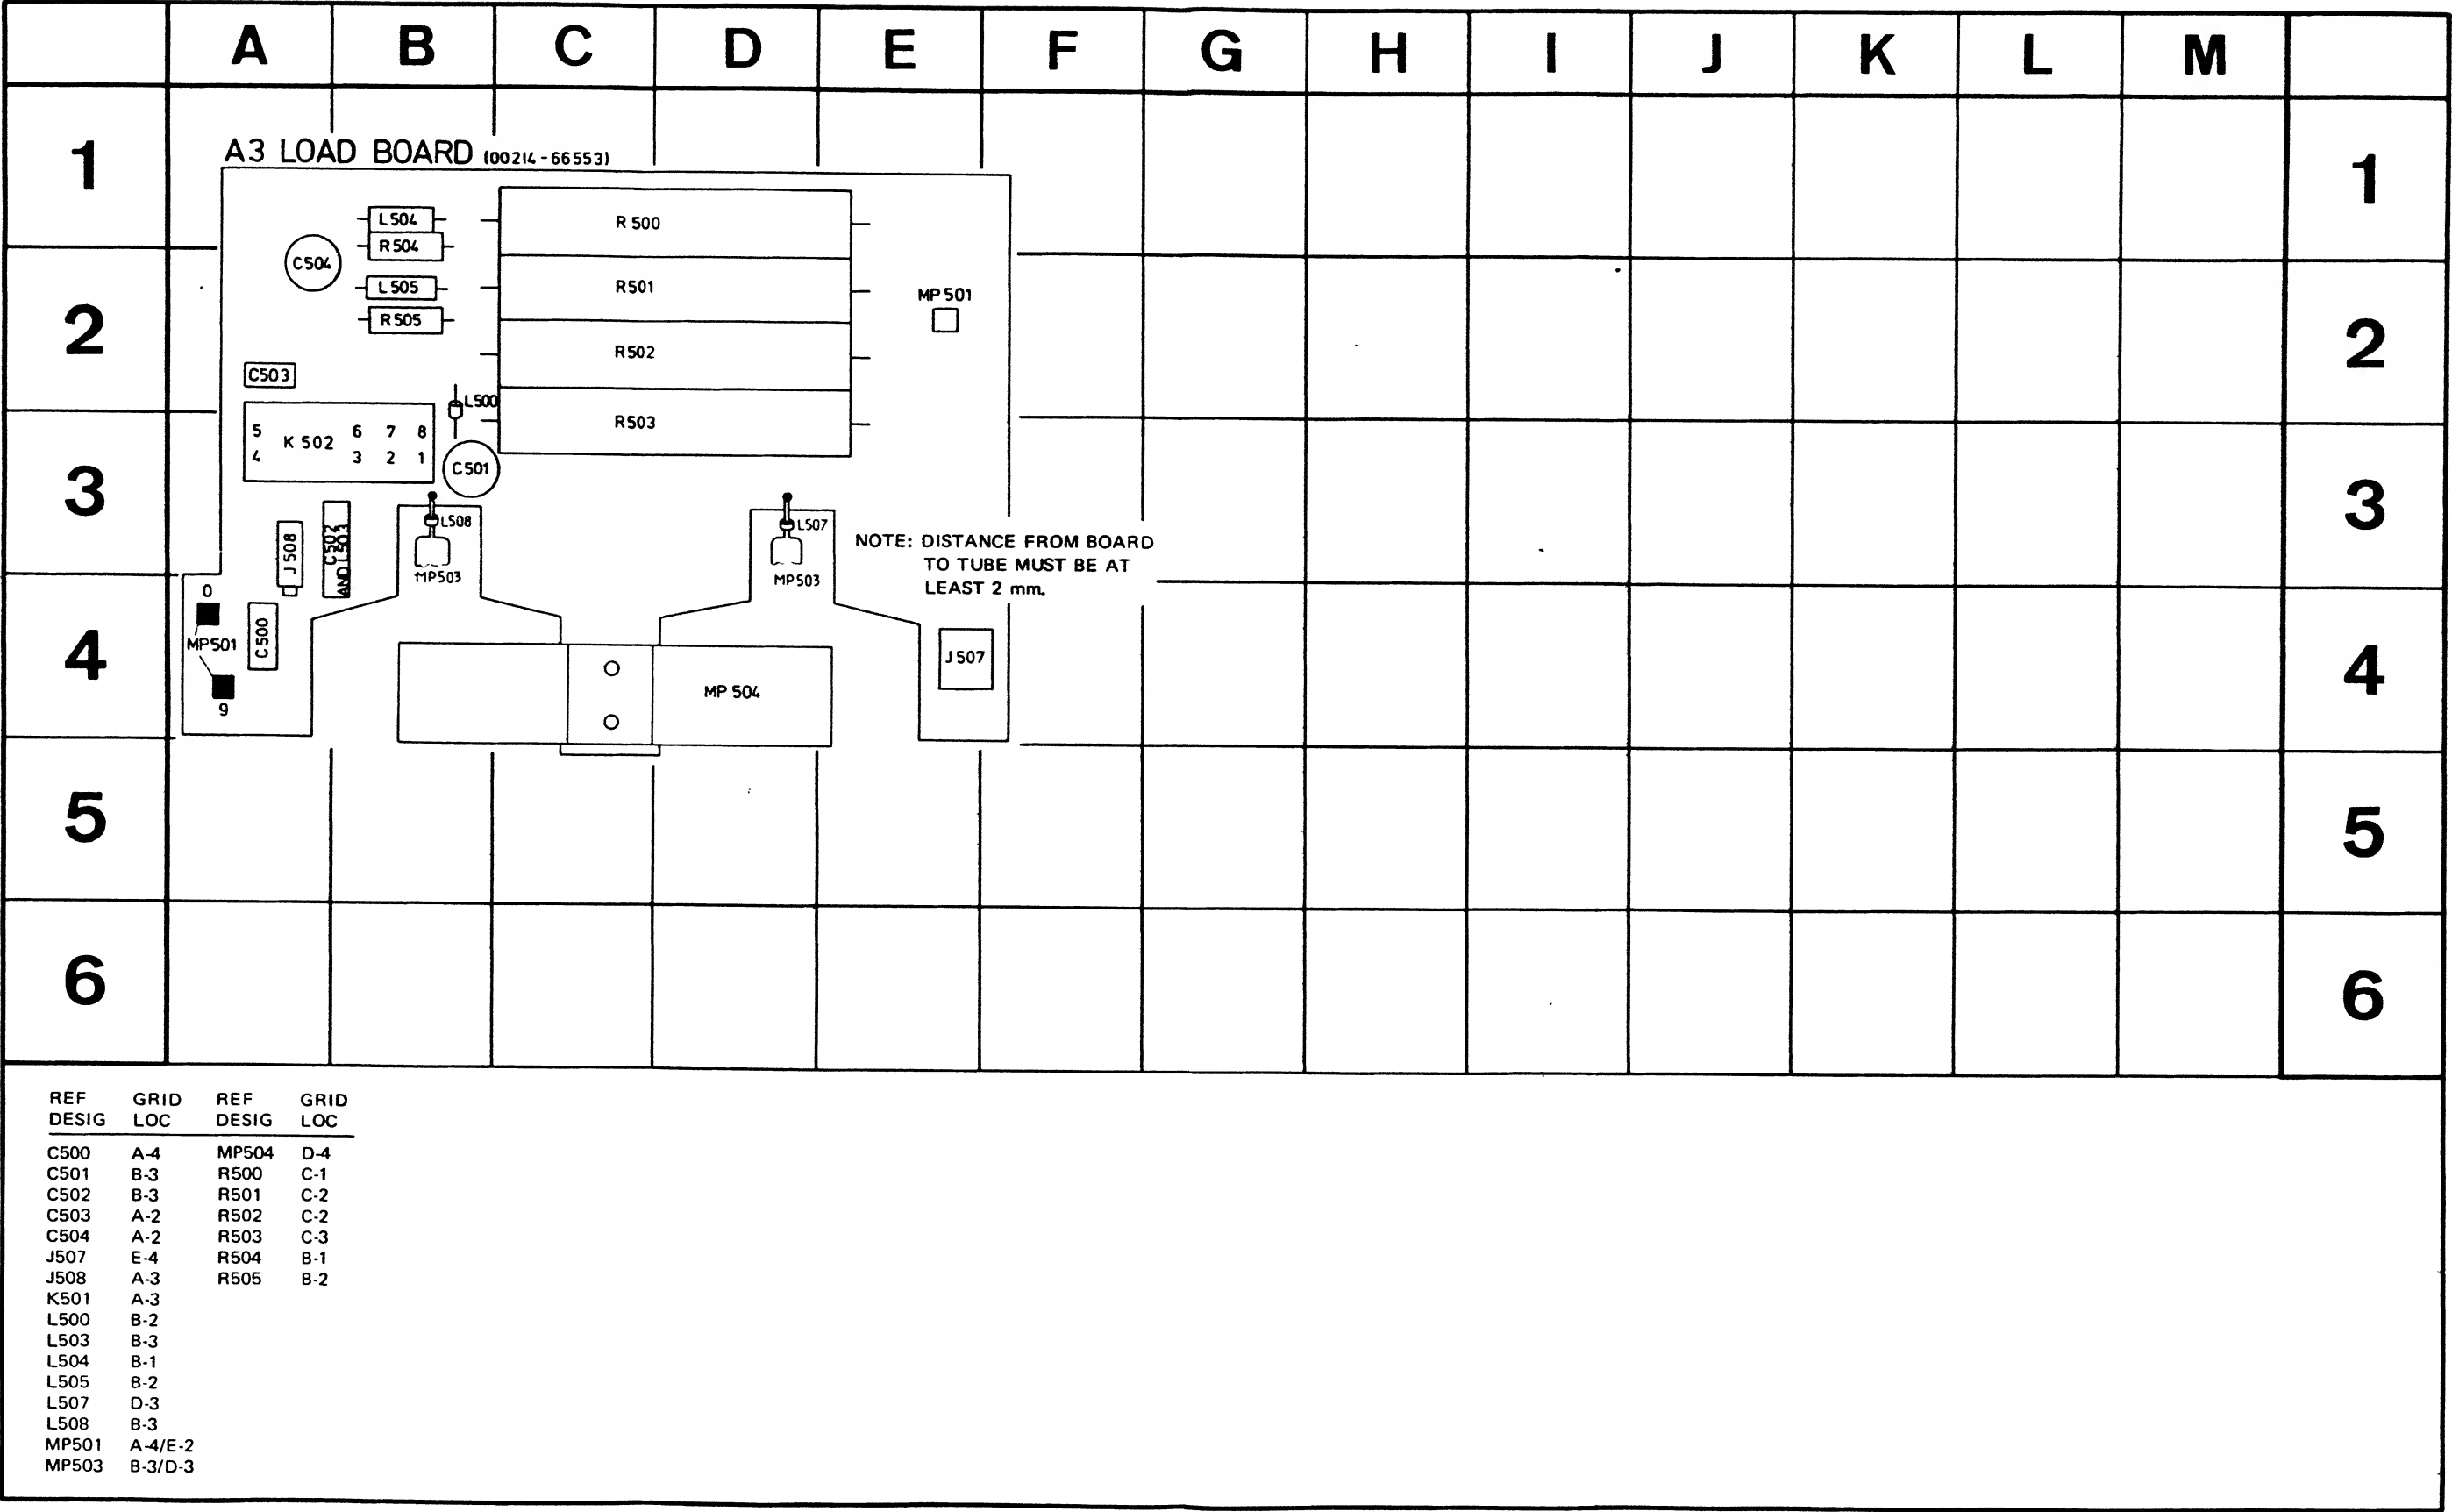 A B C D E F G H I J K L M
1 1
A3 LOAD BOARD (00214-66553)
L504
R 500
R504
C504
2 2
L505
R501
MP 501
R505
R502
C503
L500
3 3
R503
5 K 502 6 7 8
4 3 2 1
C501
L508
L507
J508
C502
AND L503
MP503
MP503
NOTE: DISTANCE FROM BOARD
TO TUBE MUST BE AT
LEAST 2 mm.
4 4
0
MP501
C500
9
MP 504
J507
5 5
6 6
REF GRID REF GRID
DESIG LOC DESIG LOC
C500 A-4 MP504 D-4
C501 B-3 R500 C-1
C502 B-3 R501 C-2
C503 A-2 R502 C-2
C504 A-2 R503 C-3
J507 E-4 R504 B-1
J508 A-3 R505 B-2
K501 A-3
L500 B-2
L503 B-3
L504 B-1
L505 B-2
L507 D-3
L508 B-3
MP501 A-4/E-2
MP503 B-3/D-3